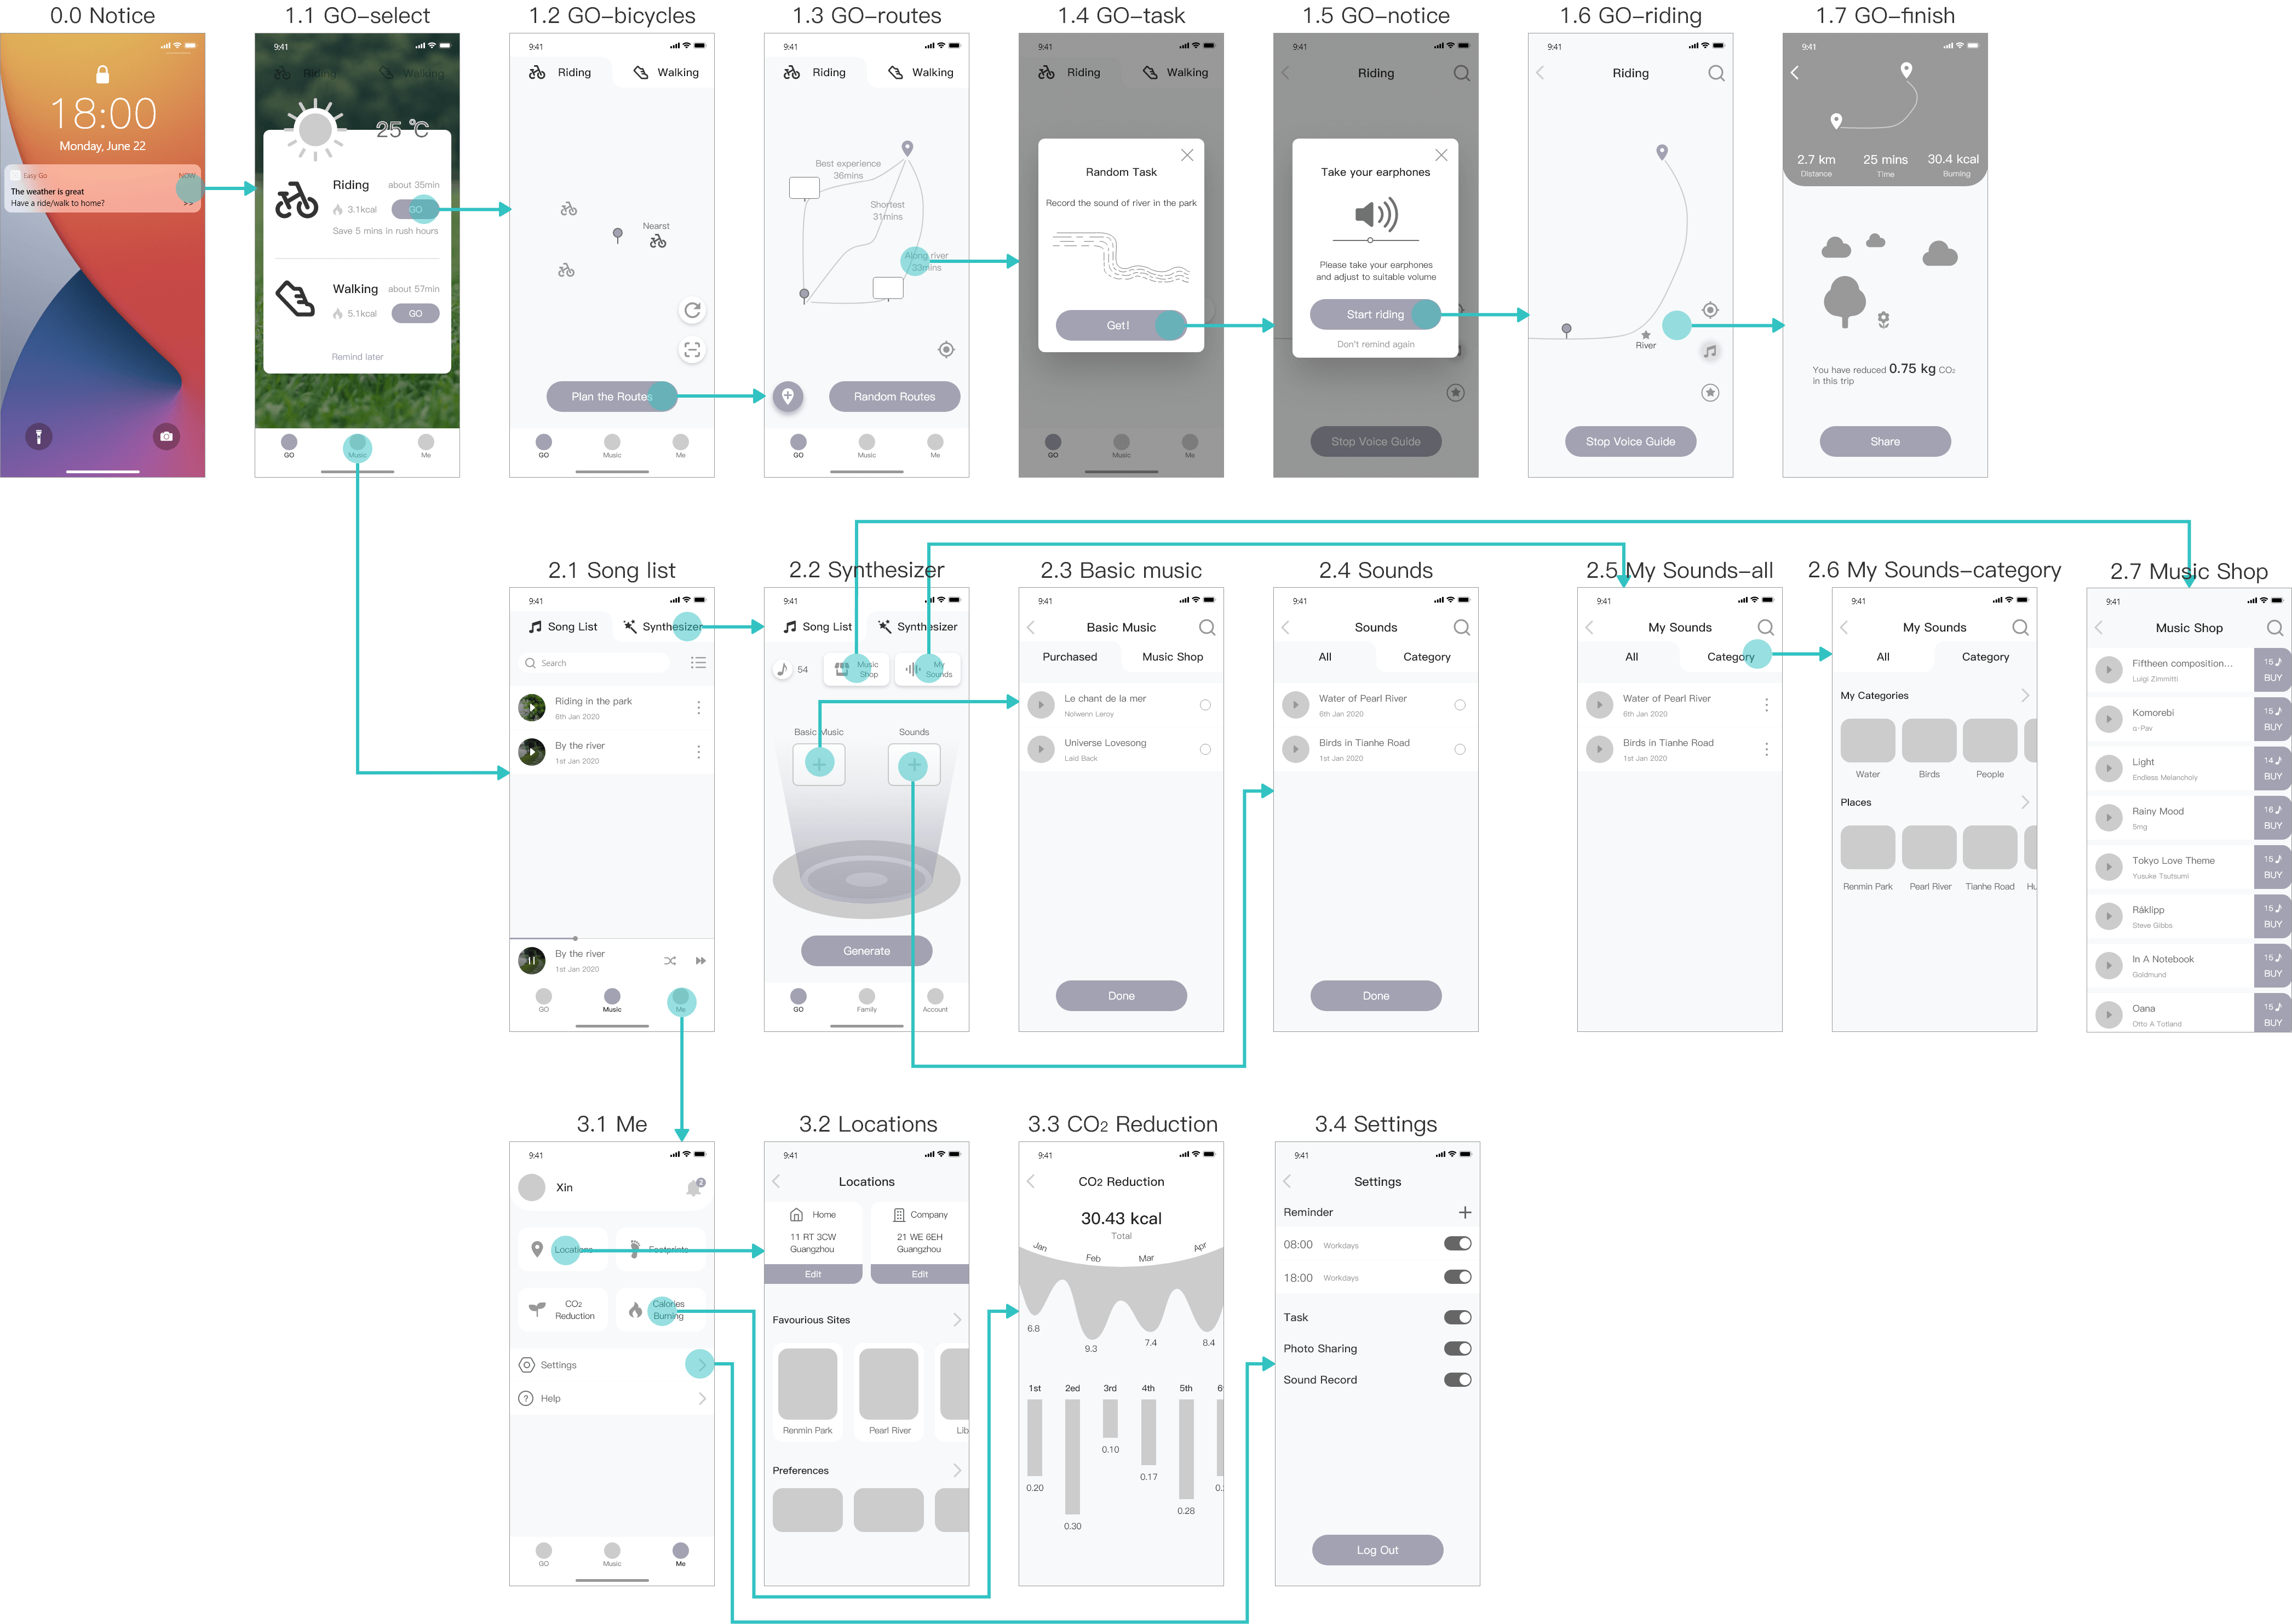 0.0 Notice
18:00
Monday, June 22
Easy Go
NOW
The weather is great
Have a ride/walk to home?
>>
1.1 GO-select
9:41
Riding
Walking
25 ℃
Riding
about 35min
3.1kcal
GO
Save 5 mins in rush hours
Walking
about 57min
5.1kcal
GO
Remind later
GO
Music
Me
1.2 GO-bicycles
9:41
Riding
Walking
Nearst
Plan the Routes
GO
Music
Me
1.3 GO-routes
9:41
Riding
Walking
Best experience
36mins
Shortest
31mins
Along river
33mins
Random Routes
GO
Music
Me
1.4 GO-task
9:41
Riding
Walking
Random Task
Record the sound of river in the park
Get!
GO
Music
Me
1.5 GO-notice
9:41
Riding
Take your earphones
Please take your earphones
and adjust to suitable volume
Start riding
Don't remind again
Stop Voice Guide
1.6 GO-riding
9:41
Riding
River
Stop Voice Guide
1.7 GO-finish
9:41
2.7 km
Distance
25 mins
Time
30.4 kcal
Burning
You have reduced 0.75 kg CO₂
in this trip
Share
2.1 Song list
9:41
Song List
Synthesizer
Search
Riding in the park
6th Jan 2020
By the river
1st Jan 2020
By the river
1st Jan 2020
GO
Music
Me
2.2 Synthesizer
9:41
Song List
Synthesizer
54
Music
Shop
My
Sounds
Basic Music
Sounds
Generate
GO
Family
Account
2.3 Basic music
9:41
Basic Music
Purchased
Music Shop
Le chant de la mer
Nolwenn Leroy
Universe Lovesong
Laid Back
Done
2.4 Sounds
9:41
Sounds
All
Category
Water of Pearl River
6th Jan 2020
Birds in Tianhe Road
1st Jan 2020
Done
2.5 My Sounds-all
9:41
My Sounds
All
Category
Water of Pearl River
6th Jan 2020
Birds in Tianhe Road
1st Jan 2020
2.6 My Sounds-category
9:41
My Sounds
All
Category
My Categories
Water
Birds
People
Places
Renmin Park
Pearl River
Tianhe Road
Hu
2.7 Music Shop
9:41
Music Shop
Fifteen composition...
Luigi Zimmitti
15
BUY
Komorebi
α·Pav
15
BUY
Light
Endless Melancholy
14
BUY
Rainy Mood
5mg
16
BUY
Tokyo Love Theme
Yusuke Tsutsumi
15
BUY
Råklipp
Steve Gibbs
15
BUY
In A Notebook
Goldmund
15
BUY
Oana
Otto A Totland
15
BUY
3.1 Me
9:41
Xin
2
Locations
Footprints
CO₂
Reduction
Calories
Burning
Settings
Help
GO
Music
Me
3.2 Locations
9:41
Locations
Home
11 RT 3CW
Guangzhou
Edit
Company
21 WE 6EH
Guangzhou
Edit
Favourious Sites
Renmin Park
Pearl River
Lib
Preferences
3.3 CO₂ Reduction
9:41
CO₂ Reduction
30.43 kcal
Total
Jan
Feb
Mar
Apr
6.8
9.3
7.4
8.4
1st
2ed
3rd
4th
5th
6
0.20
0.30
0.10
0.17
0.28
0.
3.4 Settings
9:41
Settings
Reminder
08:00
Workdays
18:00
Workdays
Task
Photo Sharing
Sound Record
Log Out